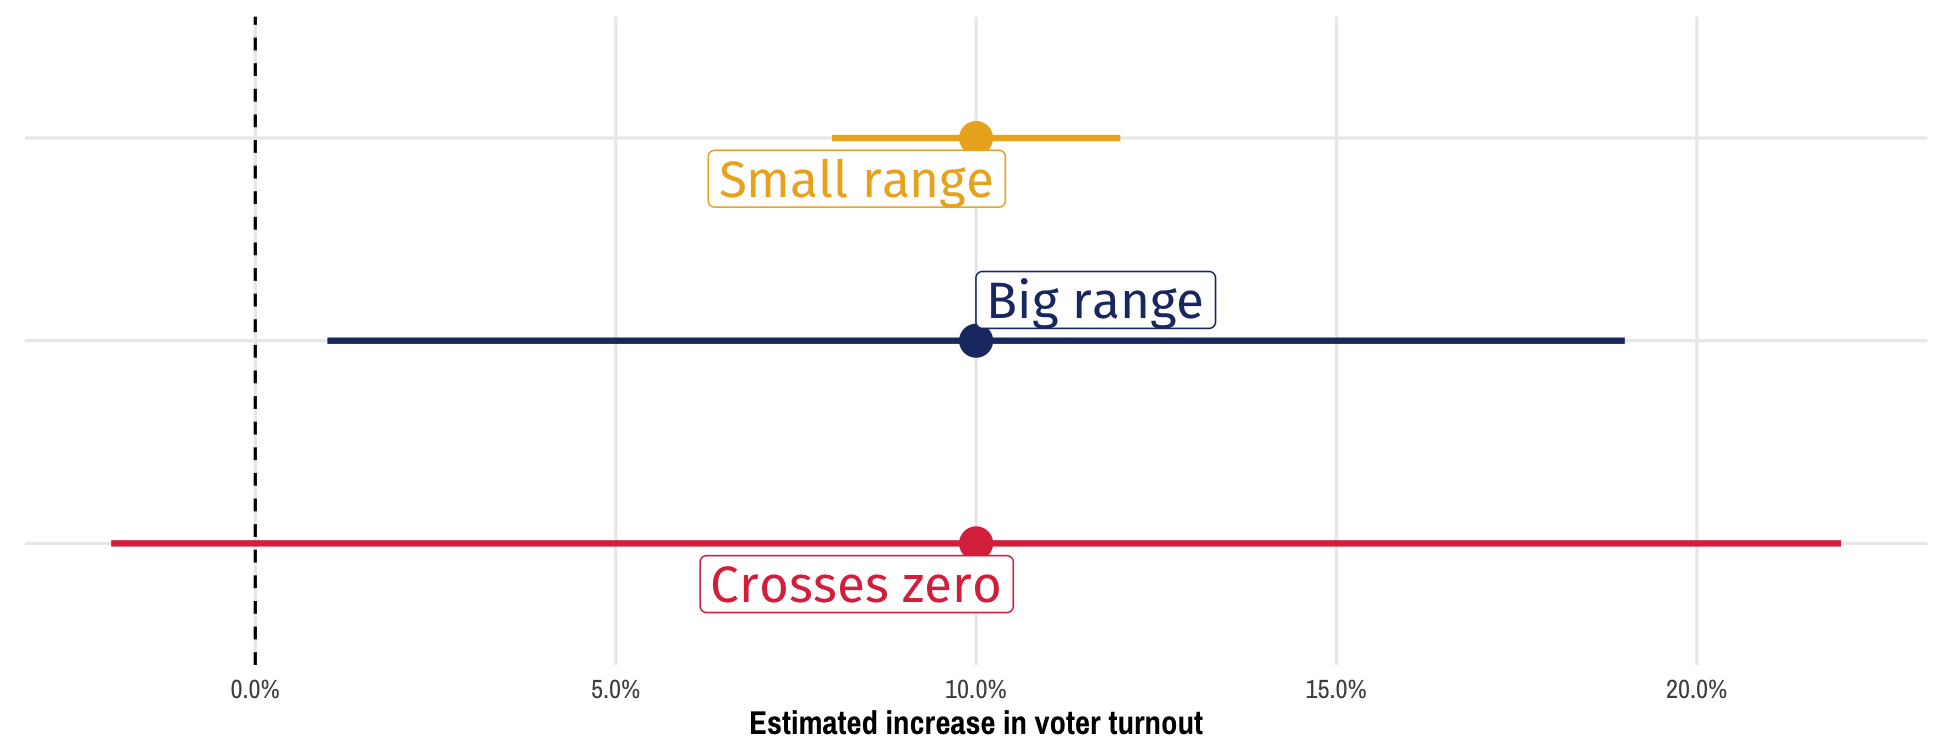 Small range
Big range
Crosses zero
0.0% 5.0% 10.0% 15.0% 20.0%
Estimated increase in voter turnout